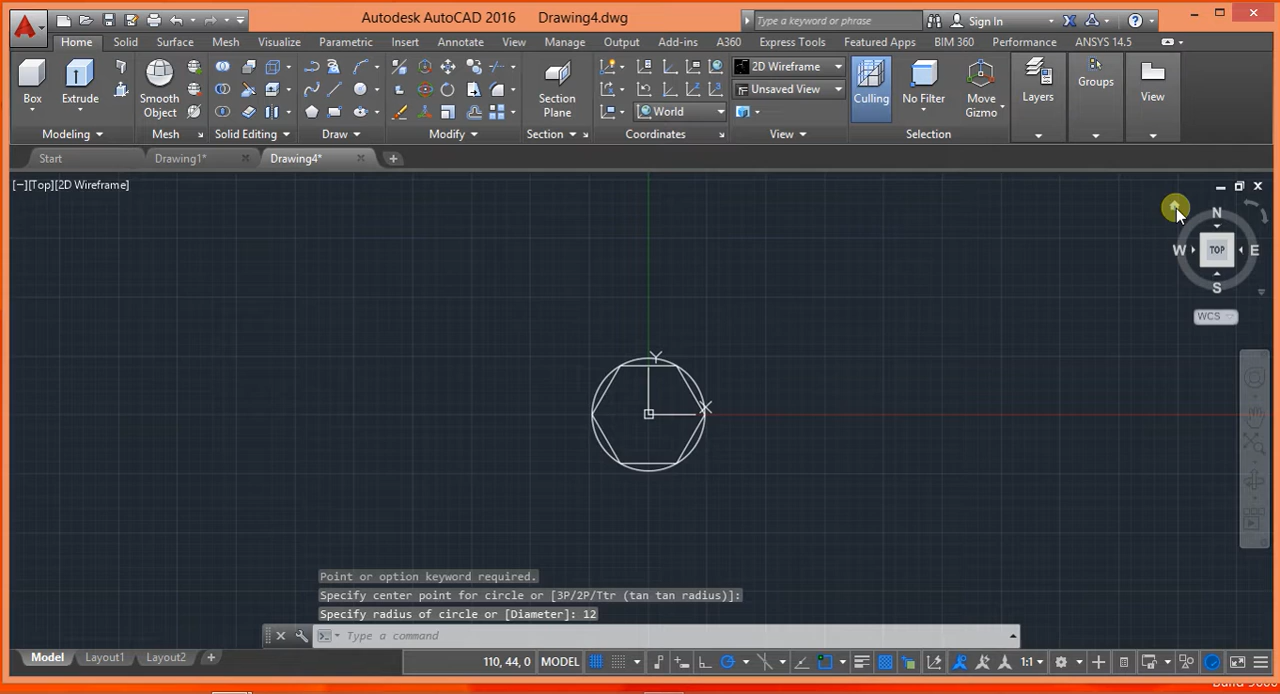 Autodesk AutoCAD 2016 Drawing4.dwg Type a keyword or phrase Sign In
Home Solid Surface Mesh Visualize Parametric Insert Annotate View Manage Output Add-ins A360 Express Tools Featured Apps BIM 360 Performance ANSYS 14.5
Box Extrude Smooth Object Section Plane 2D Wireframe Unsaved View World Culling No Filter Move Gizmo Layers Groups View
Modeling Mesh Solid Editing Draw Modify Section Coordinates View Selection
Start Drawing1* Drawing4*
[−][Top][2D Wireframe]
N
W TOP E
S
WCS
Y
X
Point or option keyword required.
Specify center point for circle or [3P/2P/Ttr (tan tan radius)]:
Specify radius of circle or [Diameter]: 12
Type a command
Model Layout1 Layout2 110, 44, 0 MODEL 1:1